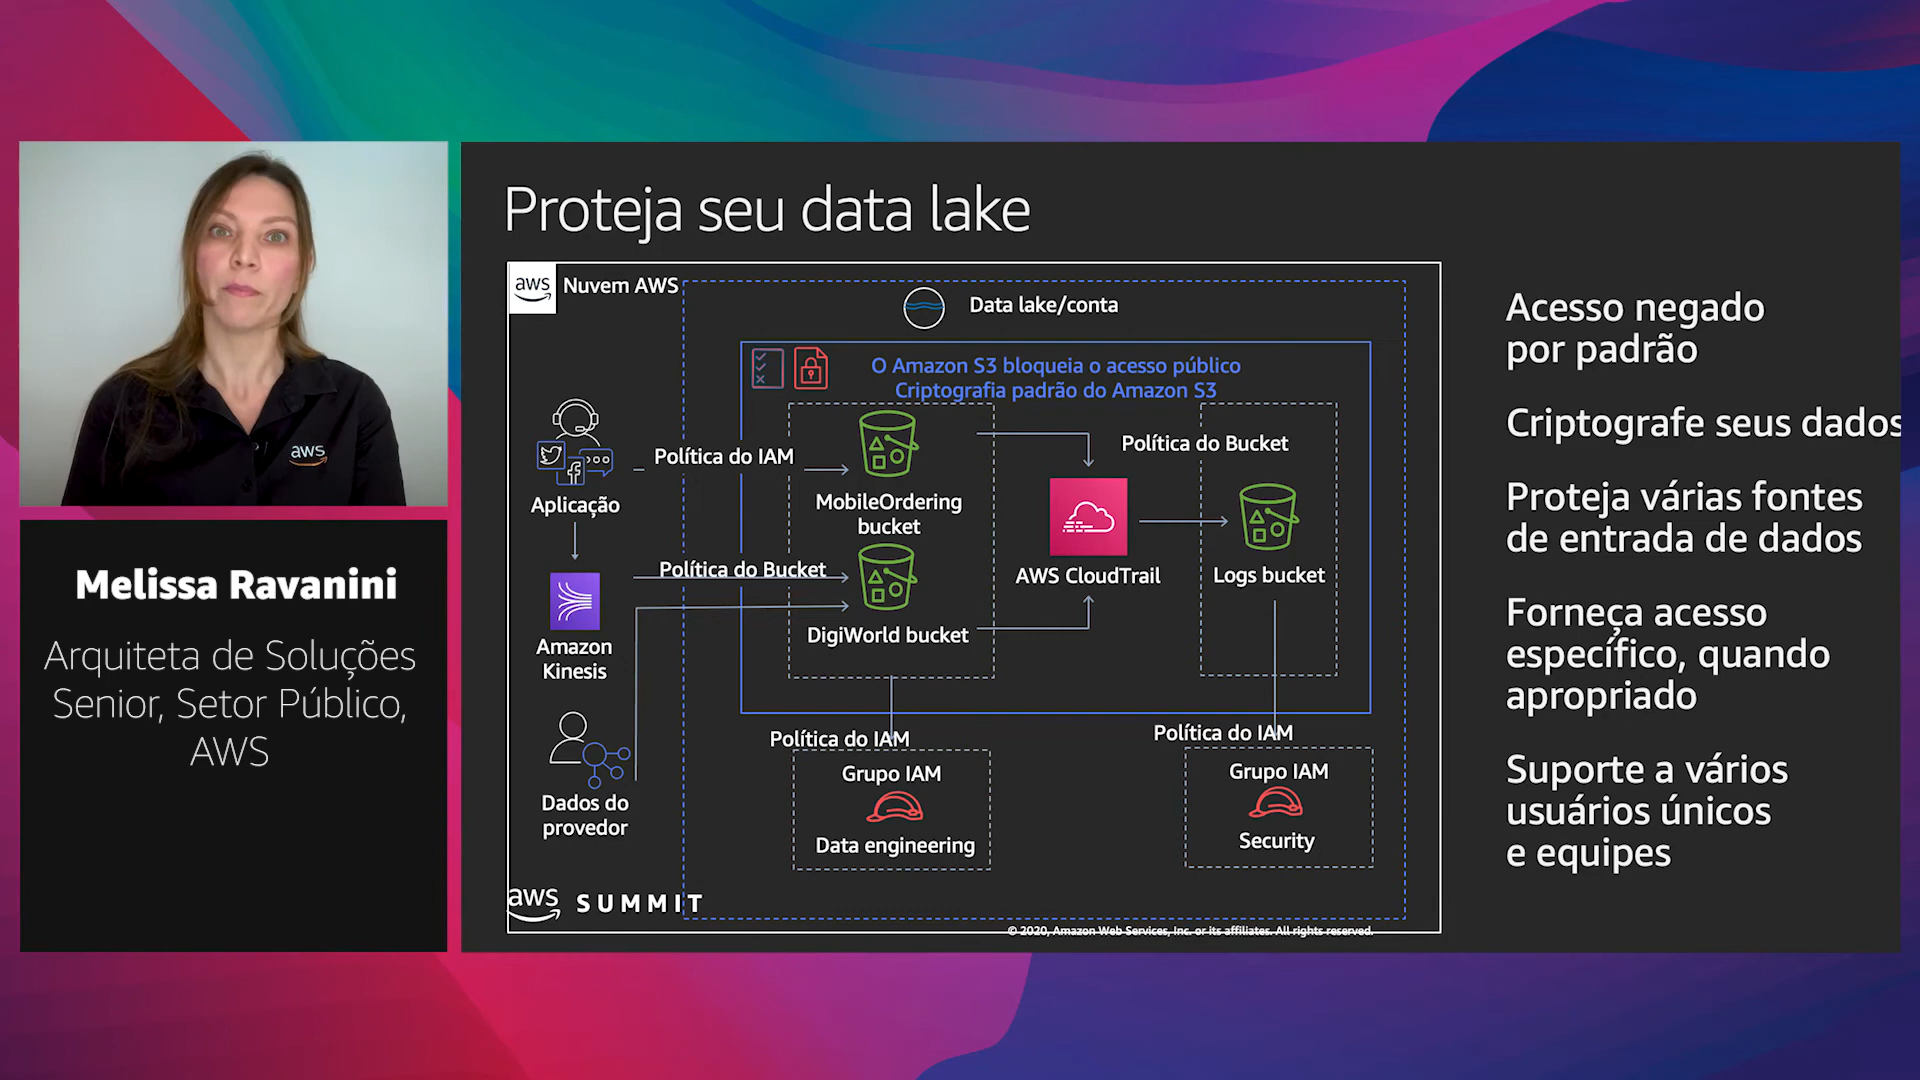 aws
Melissa Ravanini
Arquiteta de Soluções
Senior, Setor Público,
AWS
Proteja seu data lake
aws
Nuvem AWS
Data lake/conta
O Amazon S3 bloqueia o acesso público
Criptografia padrão do Amazon S3
Aplicação
Política do IAM
MobileOrdering
bucket
Política do Bucket
Amazon
Kinesis
Política do Bucket
DigiWorld bucket
AWS CloudTrail
Logs bucket
Dados do
provedor
Política do IAM
Grupo IAM
Data engineering
Política do IAM
Grupo IAM
Security
aws SUMMIT
© 2020, Amazon Web Services, Inc. or its affiliates. All rights reserved.
Acesso negado
por padrão
Criptografe seus dados
Proteja várias fontes
de entrada de dados
Forneça acesso
específico, quando
apropriado
Suporte a vários
usuários únicos
e equipes